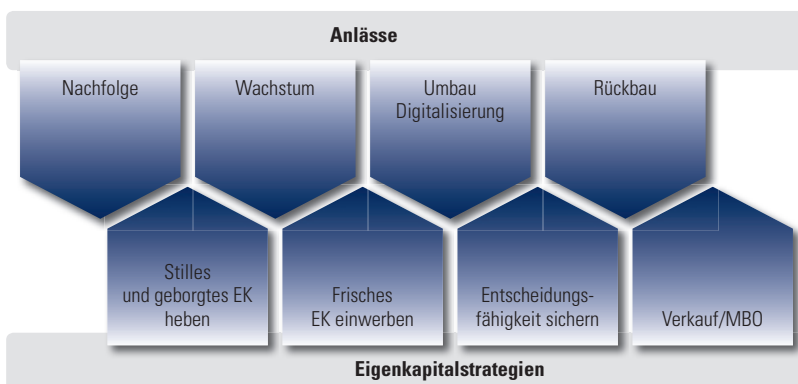 Anlässe
Nachfolge
Wachstum
Umbau
Digitalisierung
Rückbau
Stilles
und geborgtes EK
heben
Frisches
EK einwerben
Entscheidungs-
fähigkeit sichern
Verkauf/MBO
Eigenkapitalstrategien